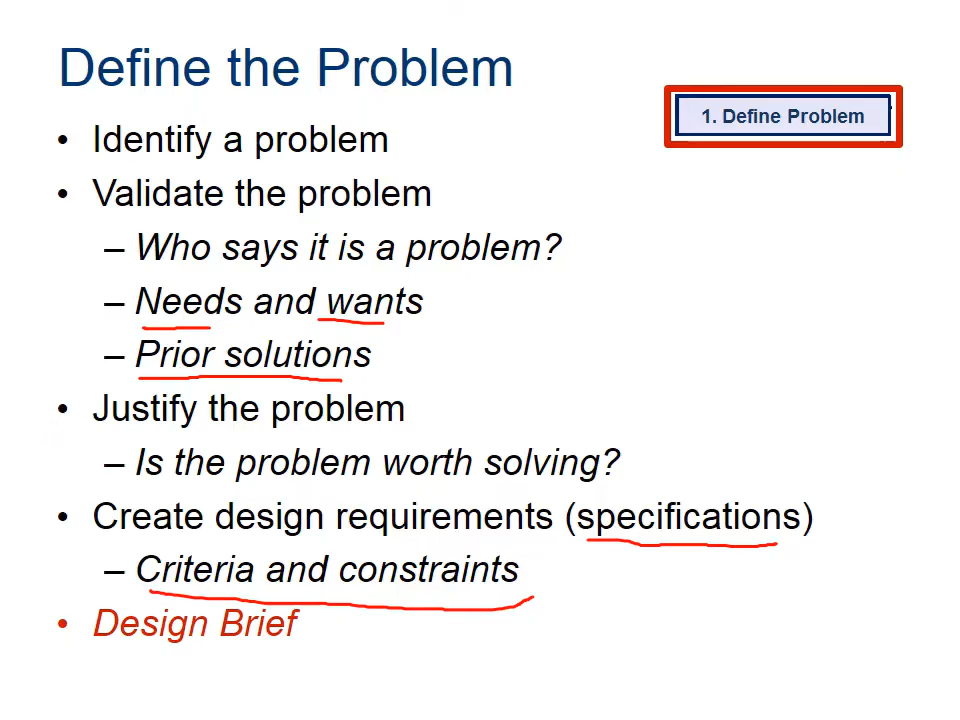 Define the Problem
1. Define Problem
• Identify a problem
• Validate the problem
– Who says it is a problem?
– Needs and wants
– Prior solutions
• Justify the problem
– Is the problem worth solving?
• Create design requirements (specifications)
– Criteria and constraints
• Design Brief